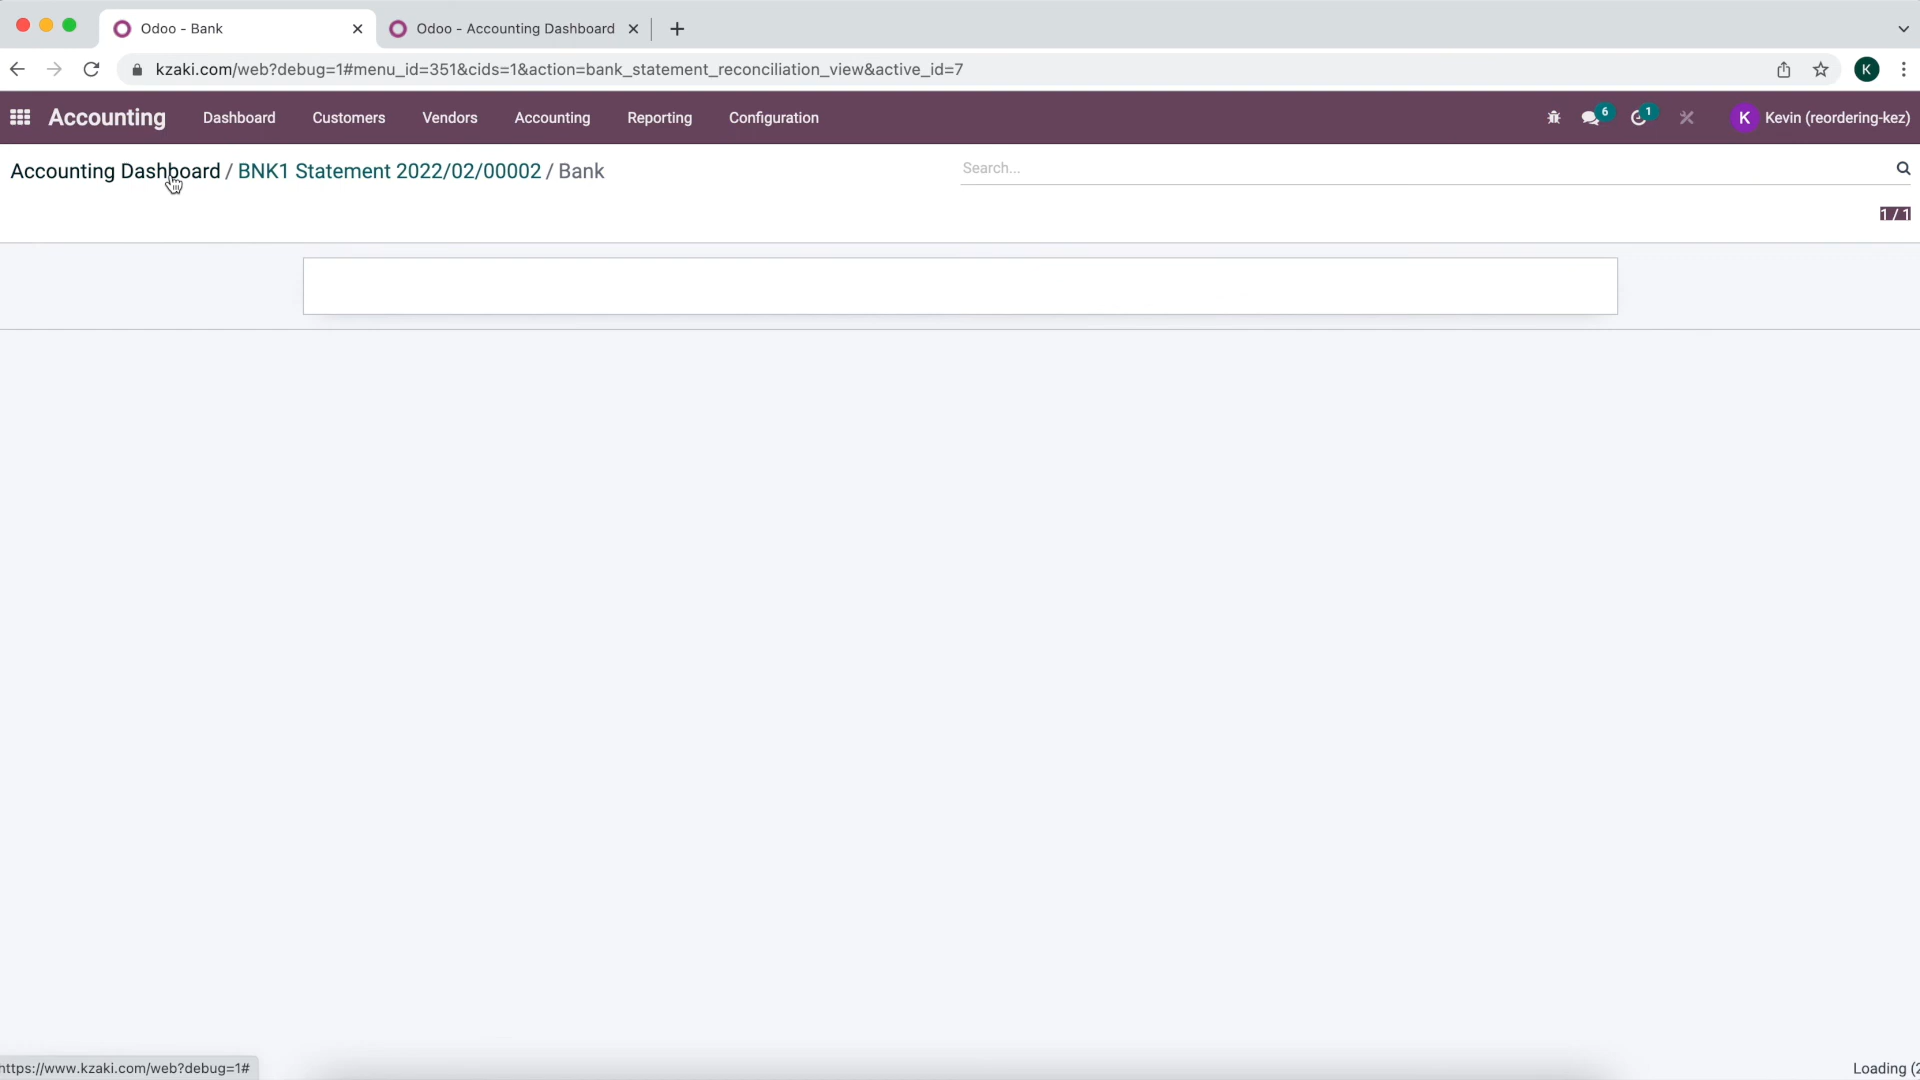 Odoo - Bank
Odoo - Accounting Dashboard
kzaki.com/web?debug=1#menu_id=351&cids=1&action=bank_statement_reconciliation_view&active_id=7
K
Accounting Dashboard Customers Vendors Accounting Reporting Configuration
6 1
K Kevin (reordering-kez)
Accounting Dashboard / BNK1 Statement 2022/02/00002 / Bank
Search...
1 / 1
https://www.kzaki.com/web?debug=1#
Loading (2